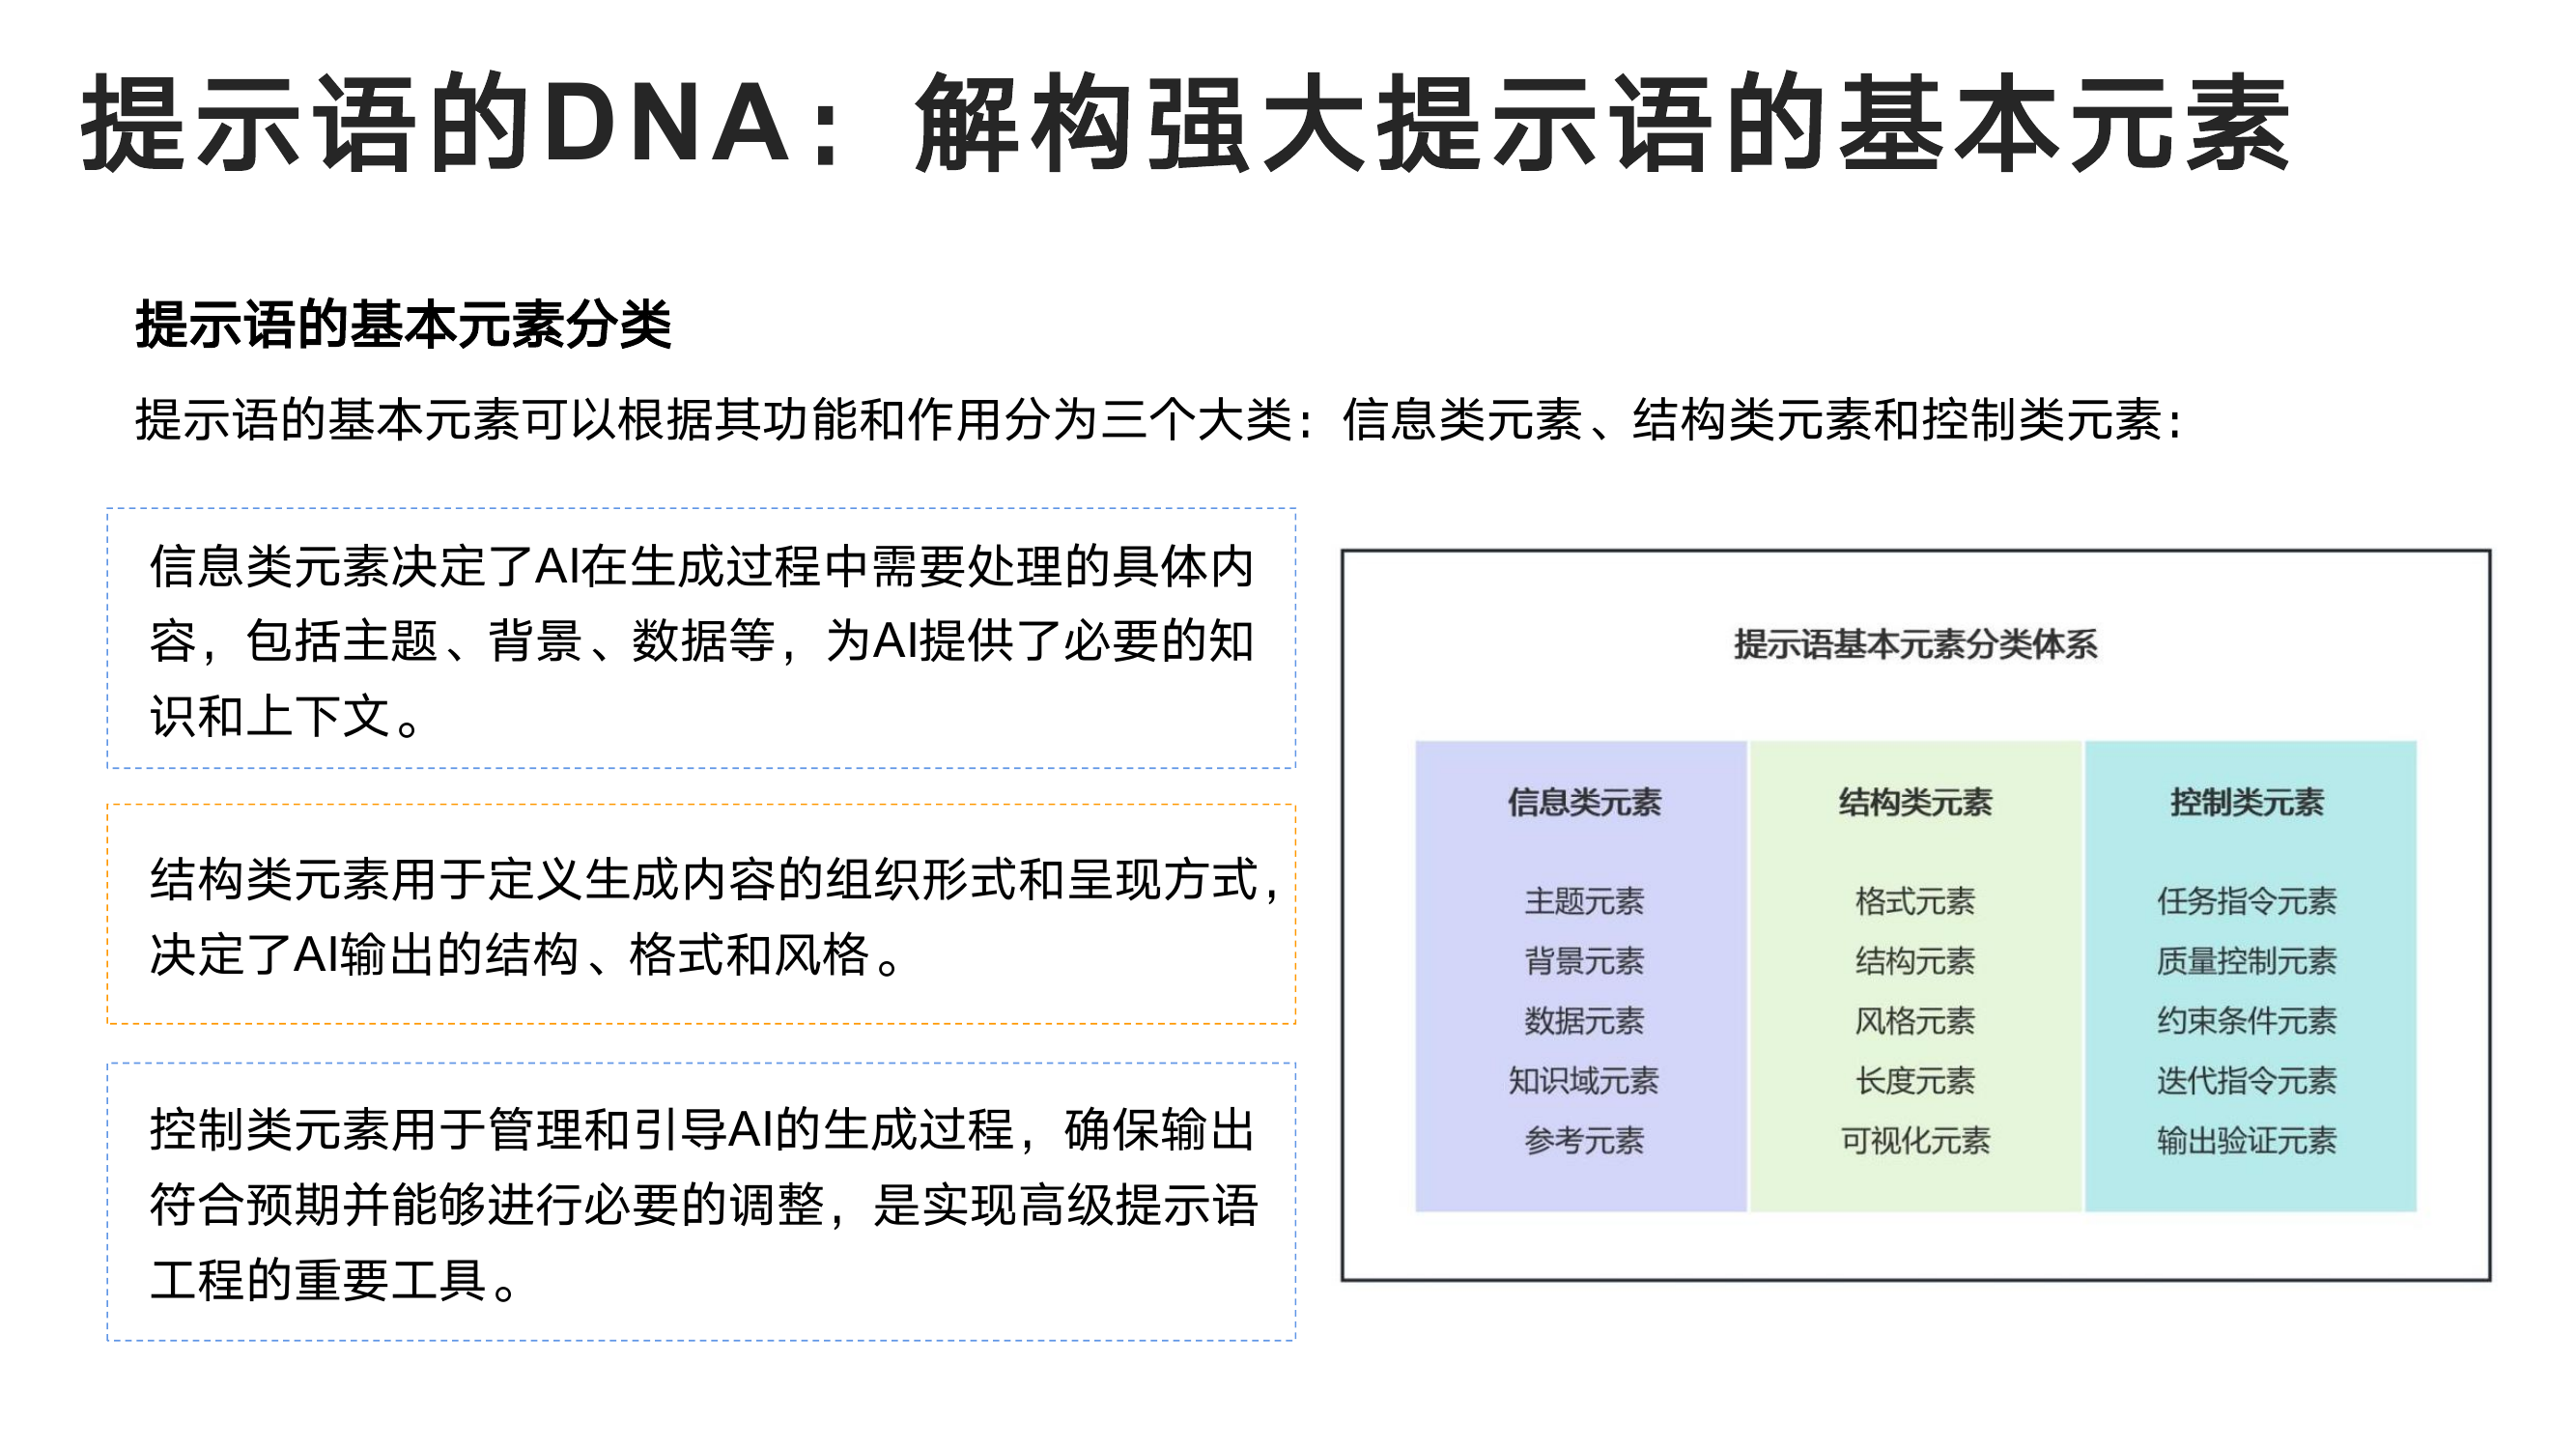 提示语的DNA：解构强大提示语的基本元素
提示语的基本元素分类
提示语的基本元素可以根据其功能和作用分为三个大类：信息类元素、结构类元素和控制类元素：
信息类元素决定了AI在生成过程中需要处理的具体内
容，包括主题、背景、数据等，为AI提供了必要的知
识和上下文。
结构类元素用于定义生成内容的组织形式和呈现方式，
决定了AI输出的结构、格式和风格。
控制类元素用于管理和引导AI的生成过程，确保输出
符合预期并能够进行必要的调整，是实现高级提示语
工程的重要工具。
提示语基本元素分类体系
信息类元素 结构类元素 控制类元素
主题元素 格式元素 任务指令元素
背景元素 结构元素 质量控制元素
数据元素 风格元素 约束条件元素
知识域元素 长度元素 迭代指令元素
参考元素 可视化元素 输出验证元素